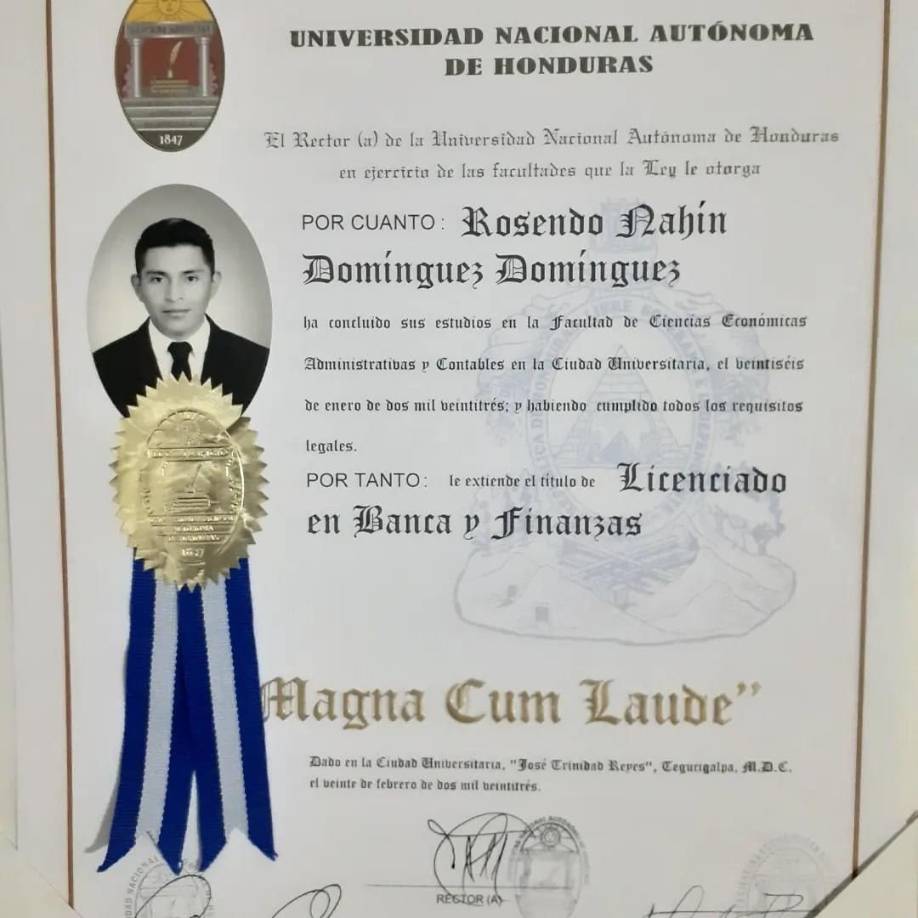 UNIVERSIDAD NACIONAL AUTÓNOMA
DE HONDURAS
1847
El Rector (a) de la Universidad Nacional Autónoma de Honduras
en ejercicio de las facultades que la Ley le otorga
POR CUANTO: Rosendo Nahín
Domínguez Domínguez
ha concluido sus estudios en la Facultad de Ciencias Económicas
Administrativas y Contables en la Ciudad Universitaria, el veintiséis
de enero de dos mil veintitrés; y habiendo cumplido todos los requisitos
legales.
POR TANTO: le extiende el título de Licenciado
en Banca y Finanzas
1847
Magna Cum Laude”
Dado en la Ciudad Universitaria, "José Trinidad Reyes", Tegucigalpa, M.D.C.
el veinte de febrero de dos mil veintitrés.
RECTOR (A)